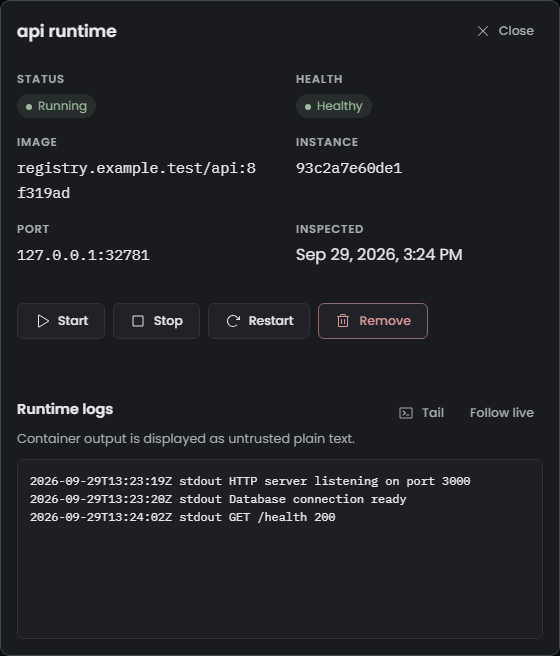 api runtime
Close
STATUS
HEALTH
Running
Healthy
IMAGE
INSTANCE
registry.example.test/api:8
f319ad
93c2a7e60de1
PORT
INSPECTED
127.0.0.1:32781
Sep 29, 2026, 3:24 PM
Start
Stop
Restart
Remove
Runtime logs
Tail
Follow live
Container output is displayed as untrusted plain text.
2026-09-29T13:23:19Z stdout HTTP server listening on port 3000
2026-09-29T13:23:20Z stdout Database connection ready
2026-09-29T13:24:02Z stdout GET /health 200